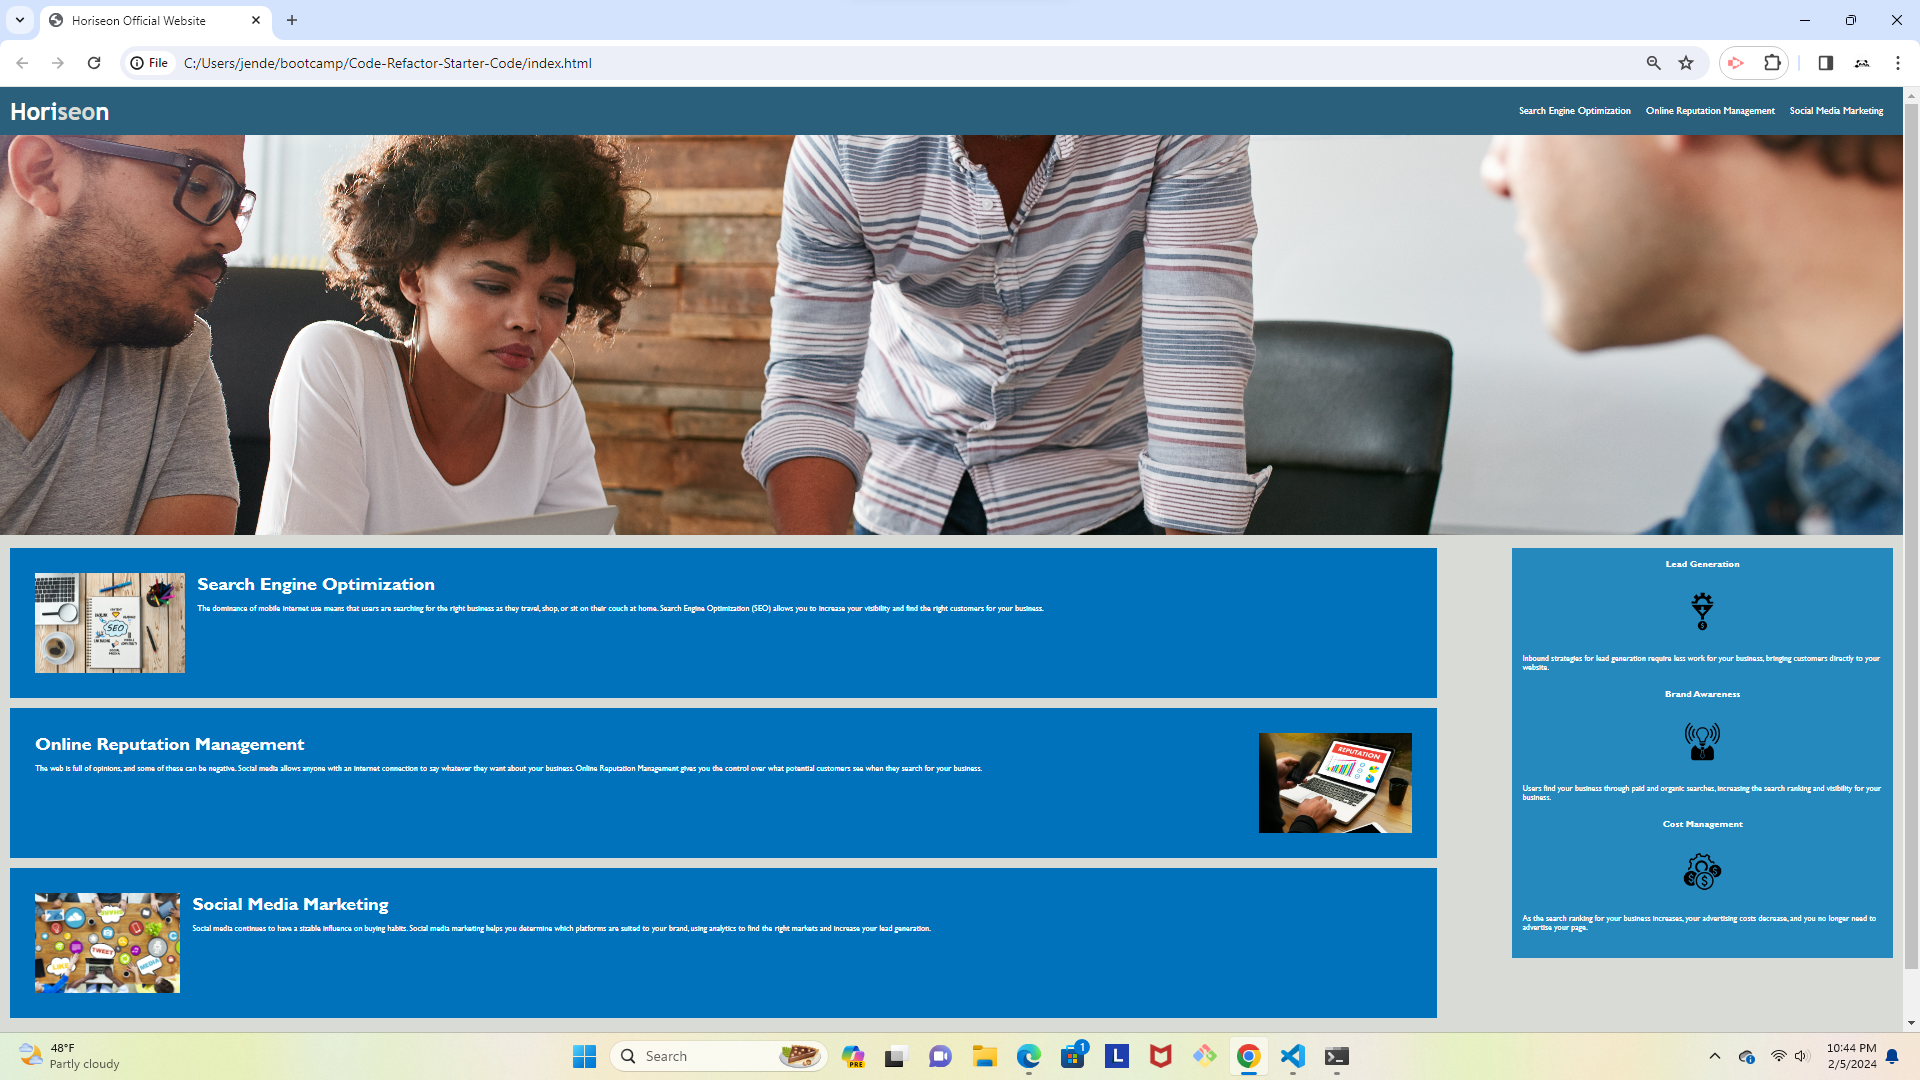 Horiseon Official Website
File
C:/Users/jende/bootcamp/Code-Refactor-Starter-Code/index.html
Horiseon
Search Engine Optimization
Online Reputation Management
Social Media Marketing
SEO
Search Engine Optimization
The dominance of mobile internet use means that users are searching for the right business as they travel, shop, or sit on their couch at home. Search Engine Optimization (SEO) allows you to increase your visibility and find the right customers for your business.
Online Reputation Management
The web is full of opinions, and some of these can be negative. Social media allows anyone with an internet connection to say whatever they want about your business. Online Reputation Management gives you the control over what potential customers see when they search for your business.
REPUTATION
Social Media Marketing
Social media continues to have a sizable influence on buying habits. Social media marketing helps you determine which platforms are suited to your brand, using analytics to find the right markets and increase your lead generation.
TWEET
LIKE
MEDIA
Lead Generation
Inbound strategies for lead generation require less work for your business, bringing customers directly to your
website.
Brand Awareness
Users find your business through paid and organic searches, increasing the search ranking and visibility for your
business.
Cost Management
As the search ranking for your business increases, your advertising costs decrease, and you no longer need to
advertise your page.
48°F
Partly cloudy
Search
PRE
1
L
10:44 PM
2/5/2024